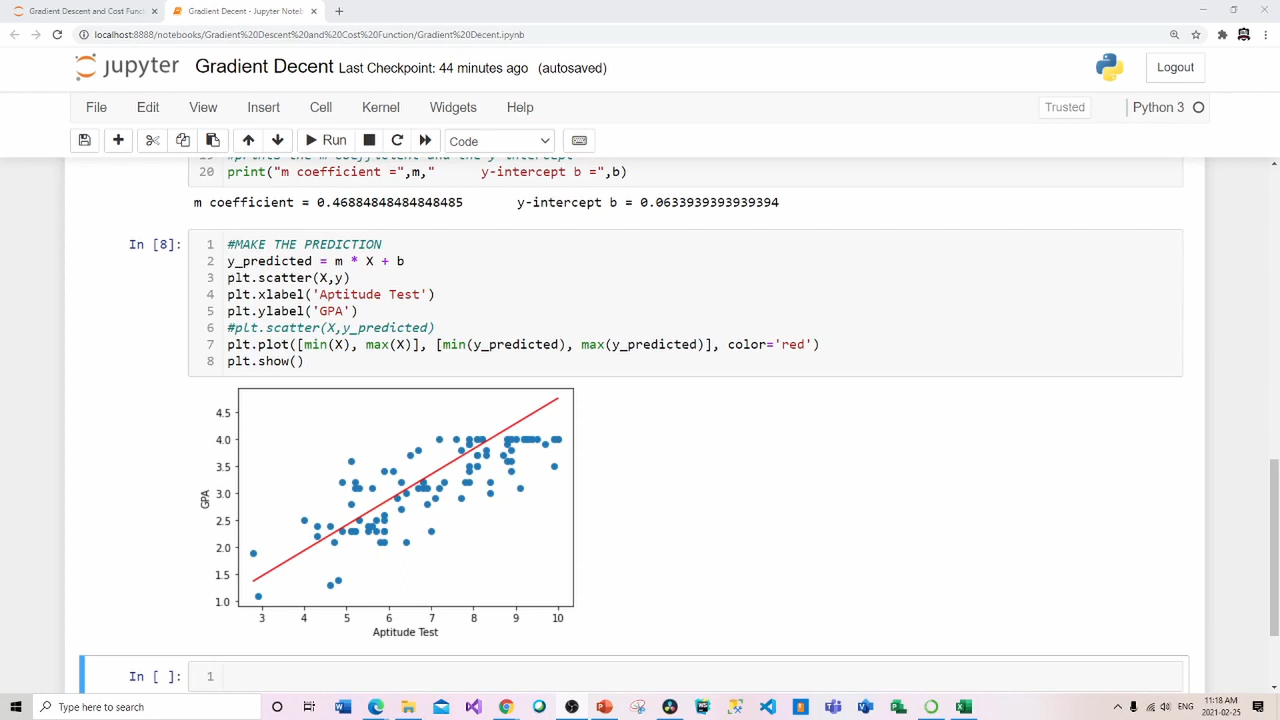 Gradient Descent and Cost Func
Gradient Decent - Jupyter Noteb
localhost:8888/notebooks/Gradient%20Descent%20and%20Cost%20Function/Gradient%20Decent.ipynb
jupyter Gradient Decent Last Checkpoint: 44 minutes ago (autosaved)
Logout
File Edit View Insert Cell Kernel Widgets Help
Trusted Python 3
Run Code
20 print("m coefficient =",m," y-intercept b =",b)
m coefficient = 0.46884848484848485 y-intercept b = 0.0633939393939394
In [8]: 1 #MAKE THE PREDICTION
2 y_predicted = m * X + b
3 plt.scatter(X,y)
4 plt.xlabel('Aptitude Test')
5 plt.ylabel('GPA')
6 #plt.scatter(X,y_predicted)
7 plt.plot([min(X), max(X)], [min(y_predicted), max(y_predicted)], color='red')
8 plt.show()
4.5
4.0
3.5
3.0
2.5
2.0
1.5
1.0
GPA
3 4 5 6 7 8 9 10
Aptitude Test
In [ ]: 1
Type here to search
ENG
11:18 AM
2021-02-25